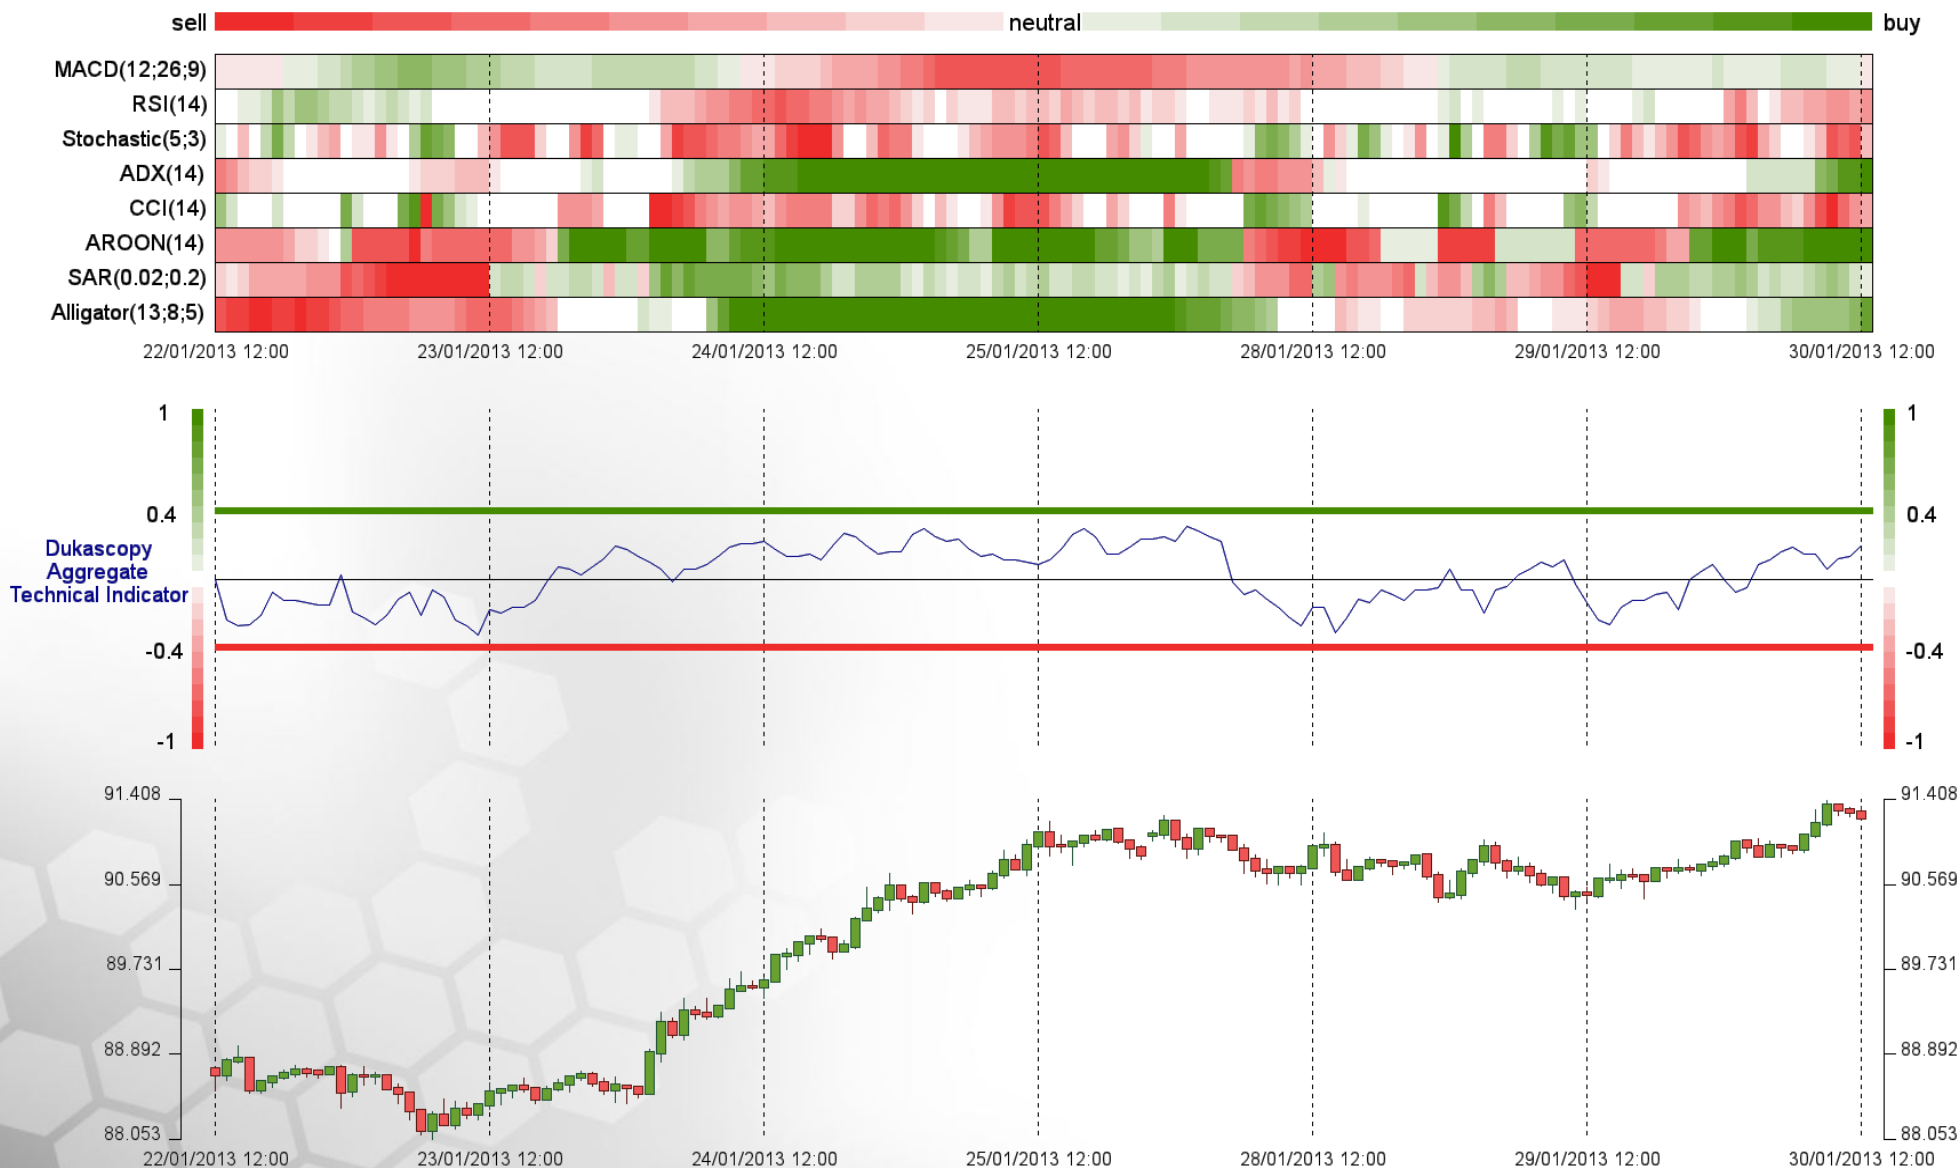 sell neutral buy
MACD(12;26;9)
RSI(14)
Stochastic(5;3)
ADX(14)
CCI(14)
AROON(14)
SAR(0.02;0.2)
Alligator(13;8;5)
22/01/2013 12:00 23/01/2013 12:00 24/01/2013 12:00 25/01/2013 12:00 28/01/2013 12:00 29/01/2013 12:00 30/01/2013 12:00
1 1
0.4 0.4
Dukascopy
Aggregate
Technical Indicator
-0.4 -0.4
-1 -1
91.408 91.408
90.569 90.569
89.731 89.731
88.892 88.892
88.053 88.053
22/01/2013 12:00 23/01/2013 12:00 24/01/2013 12:00 25/01/2013 12:00 28/01/2013 12:00 29/01/2013 12:00 30/01/2013 12:00